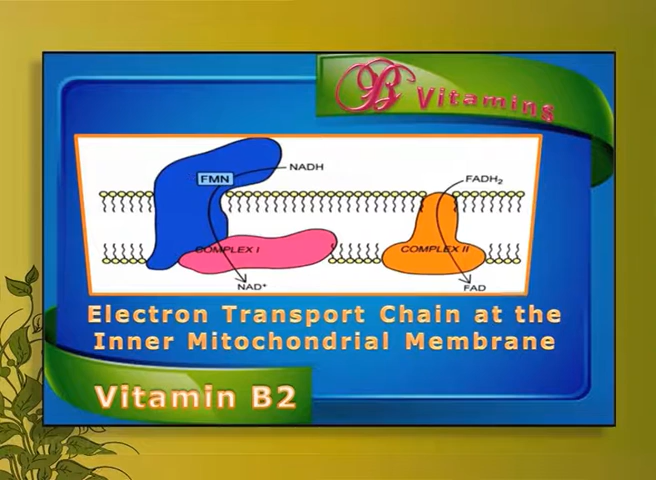 B Vitamins
NADH
FMN
FADH₂
COMPLEX I
COMPLEX II
NAD⁺
FAD
Electron Transport Chain at the
Inner Mitochondrial Membrane
Vitamin B2